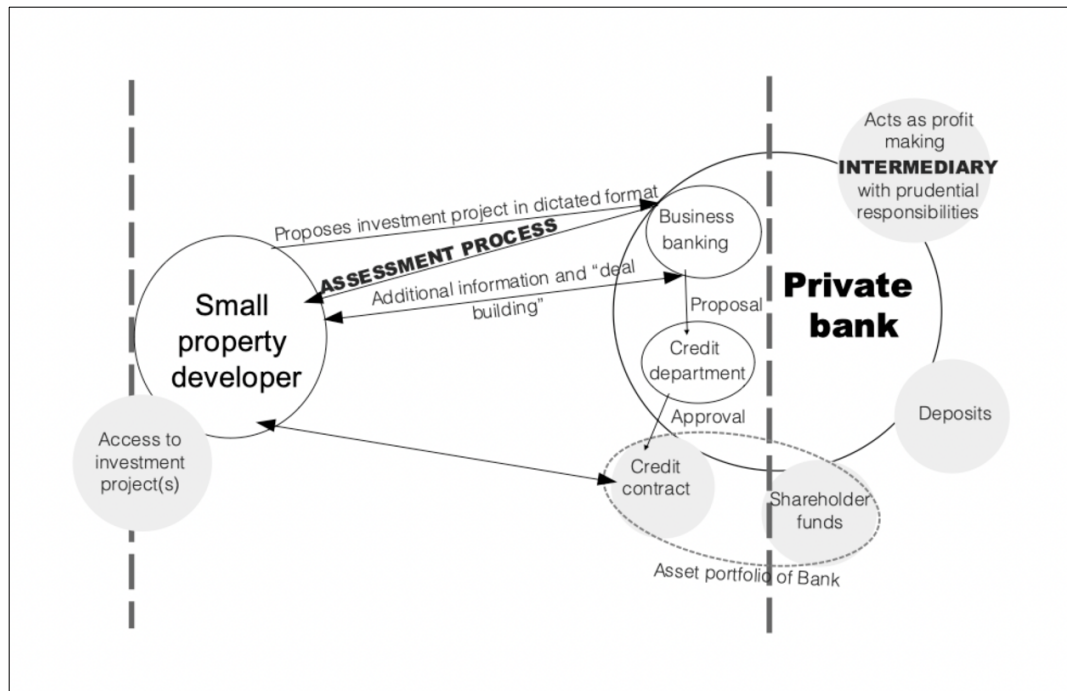 Acts as profit
making
INTERMEDIARY
with prudential
responsibilities
Proposes investment project in dictated format
ASSESSMENT PROCESS
Additional information and “deal
building”
Business
banking
Proposal
Private
bank
Small
property
developer
Credit
department
Approval
Deposits
Access to
investment
project(s)
Credit
contract
Shareholder
funds
Asset portfolio of Bank